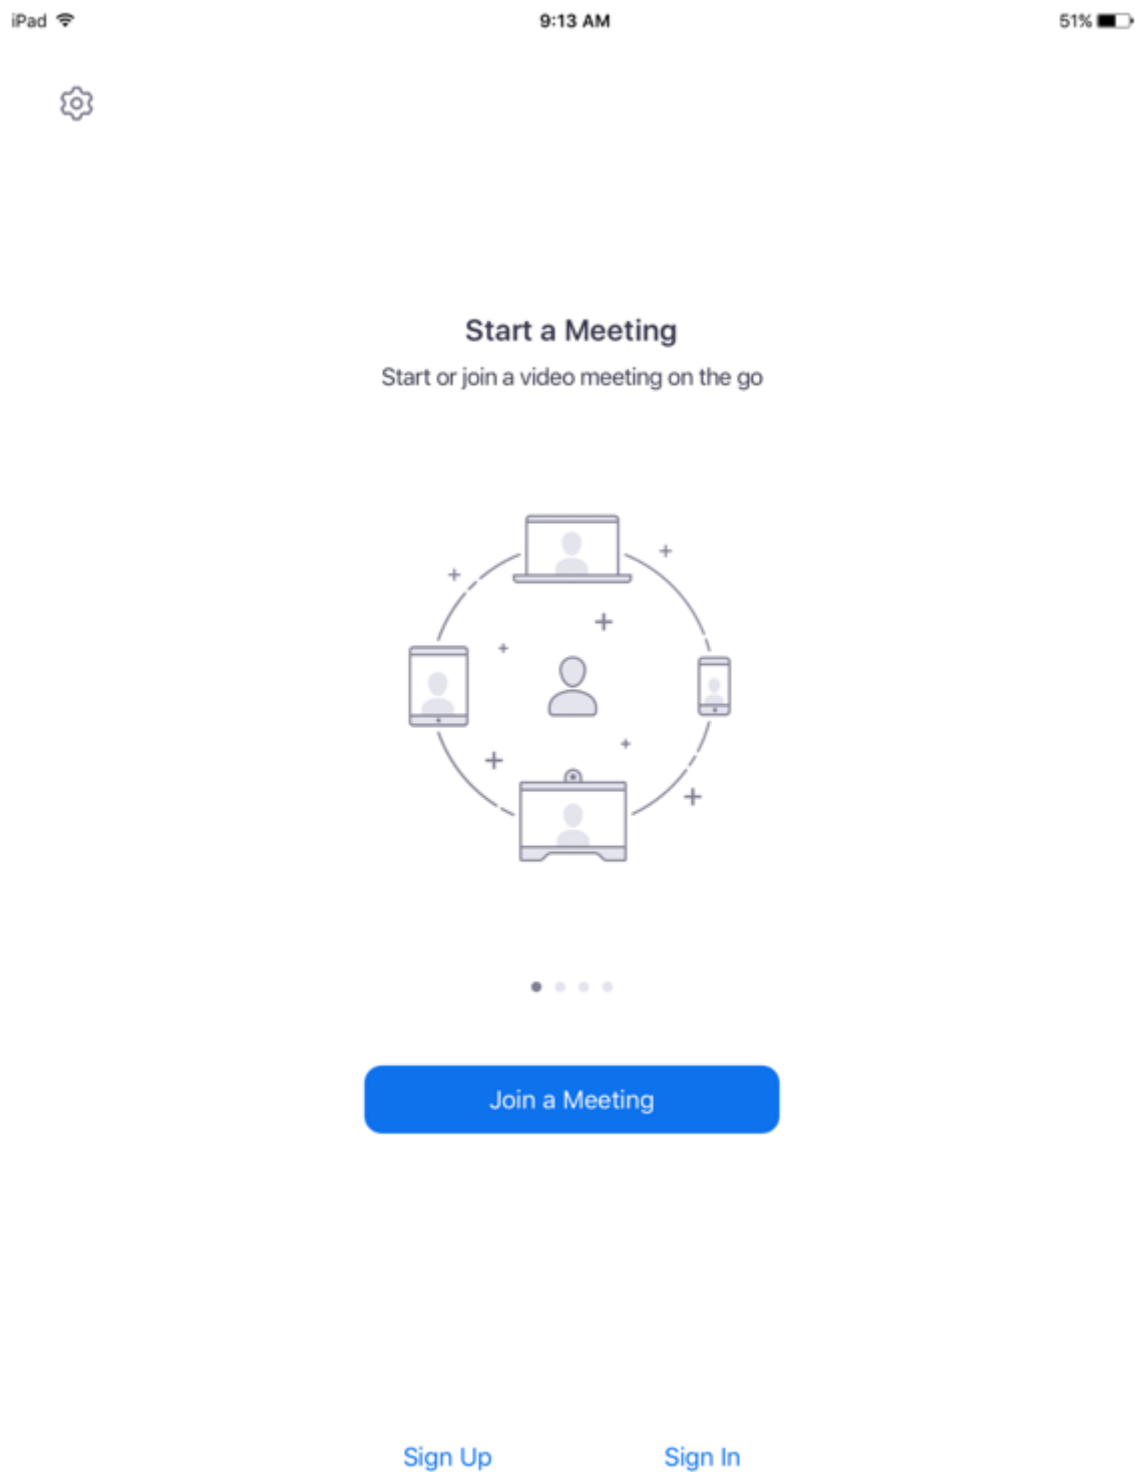 iPad 9:13 AM 51%
Start a Meeting
Start or join a video meeting on the go
Join a Meeting
Sign Up Sign In